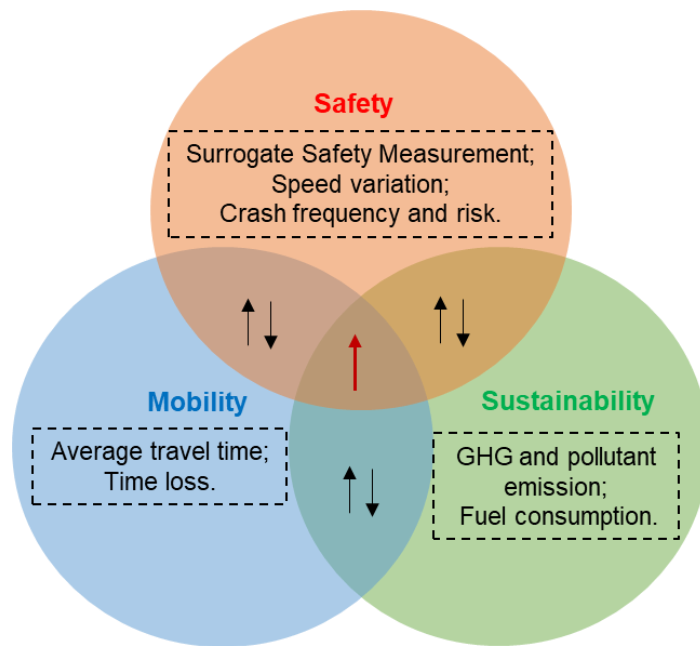 Safety
Surrogate Safety Measurement;
Speed variation;
Crash frequency and risk.
Mobility
Average travel time;
Time loss.
Sustainability
GHG and pollutant
emission;
Fuel consumption.